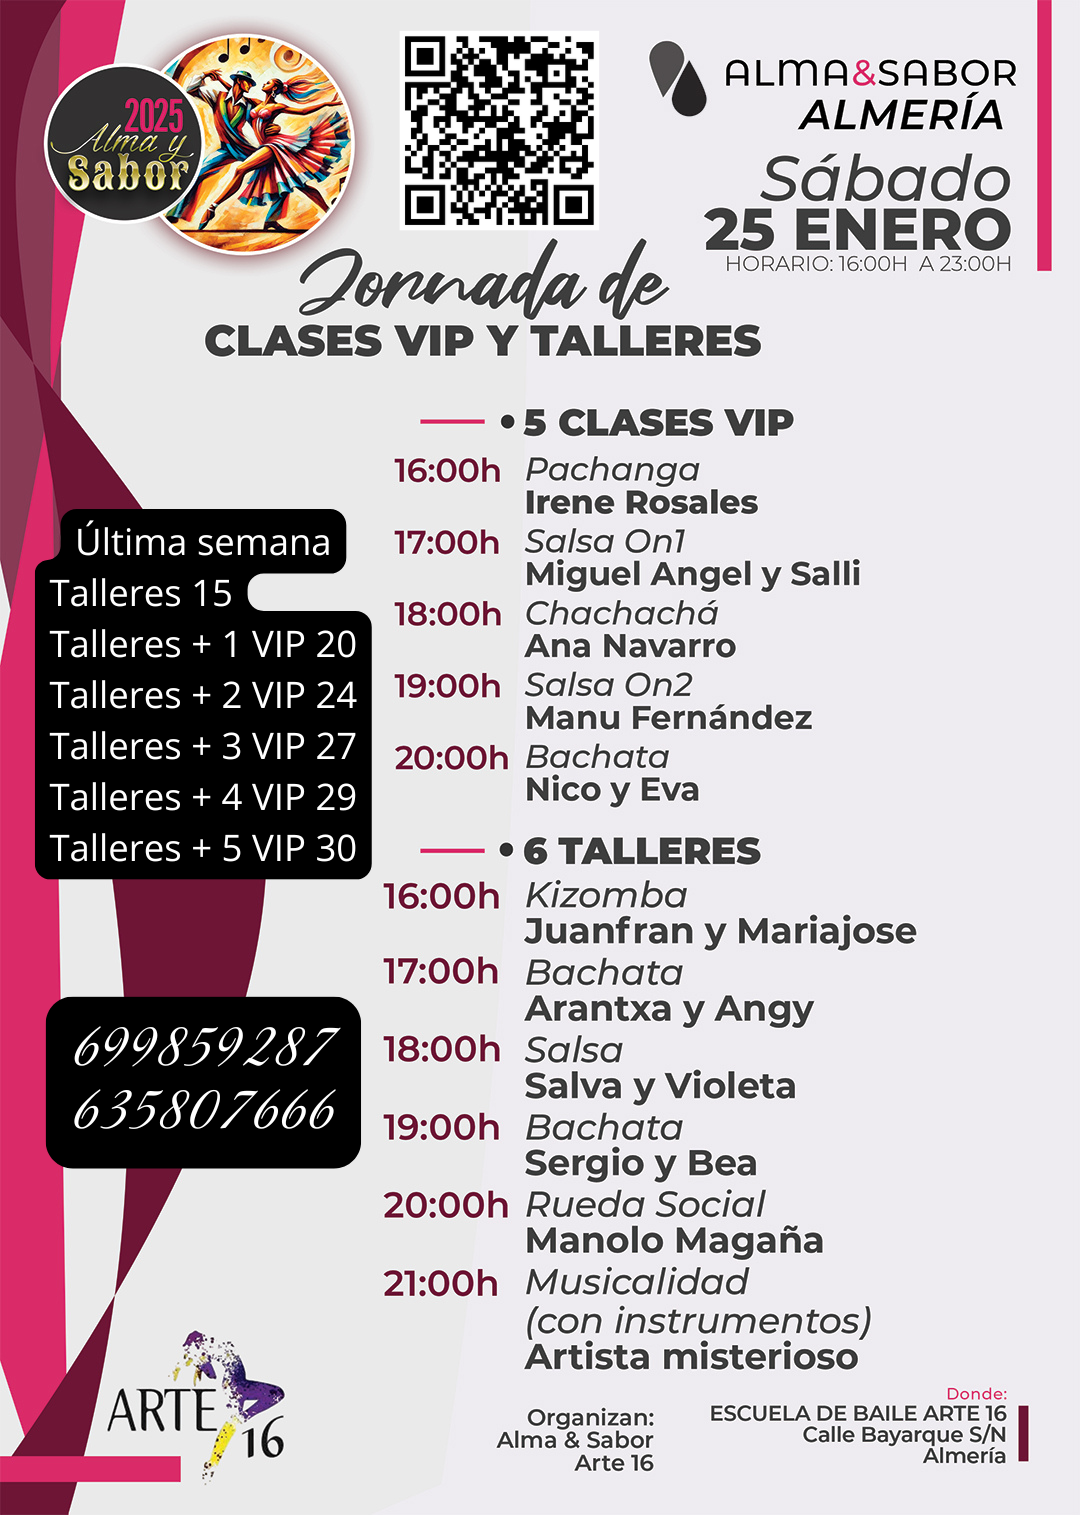 2025
Alma y
Sabor
ALMA&SABOR
ALMERÍA
Sábado
25 ENERO
HORARIO: 16:00H A 23:00H
Jornada de
CLASES VIP Y TALLERES
• 5 CLASES VIP
16:00h Pachanga
Irene Rosales
17:00h Salsa On1
Miguel Angel y Salli
18:00h Chachachá
Ana Navarro
19:00h Salsa On2
Manu Fernández
20:00h Bachata
Nico y Eva
Última semana
Talleres 15
Talleres + 1 VIP 20
Talleres + 2 VIP 24
Talleres + 3 VIP 27
Talleres + 4 VIP 29
Talleres + 5 VIP 30
• 6 TALLERES
16:00h Kizomba
Juanfran y Mariajose
17:00h Bachata
Arantxa y Angy
18:00h Salsa
Salva y Violeta
19:00h Bachata
Sergio y Bea
20:00h Rueda Social
Manolo Magaña
21:00h Musicalidad
(con instrumentos)
Artista misterioso
699859287
635807666
ARTE
16
Organizan:
Alma & Sabor
Arte 16
Donde:
ESCUELA DE BAILE ARTE 16
Calle Bayarque S/N
Almería